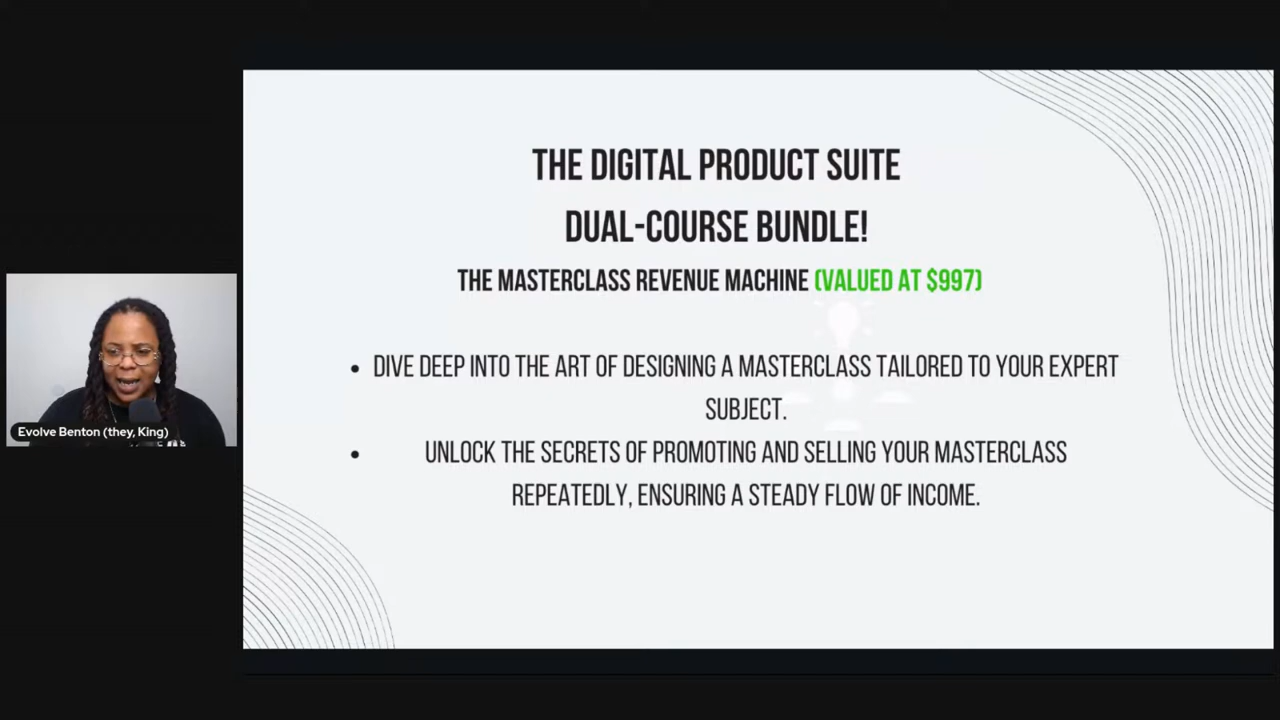 THE DIGITAL PRODUCT SUITE
DUAL-COURSE BUNDLE!
THE MASTERCLASS REVENUE MACHINE (VALUED AT $997)
• DIVE DEEP INTO THE ART OF DESIGNING A MASTERCLASS TAILORED TO YOUR EXPERT
SUBJECT.
• UNLOCK THE SECRETS OF PROMOTING AND SELLING YOUR MASTERCLASS
REPEATEDLY, ENSURING A STEADY FLOW OF INCOME.
Evolve Benton (they, King)